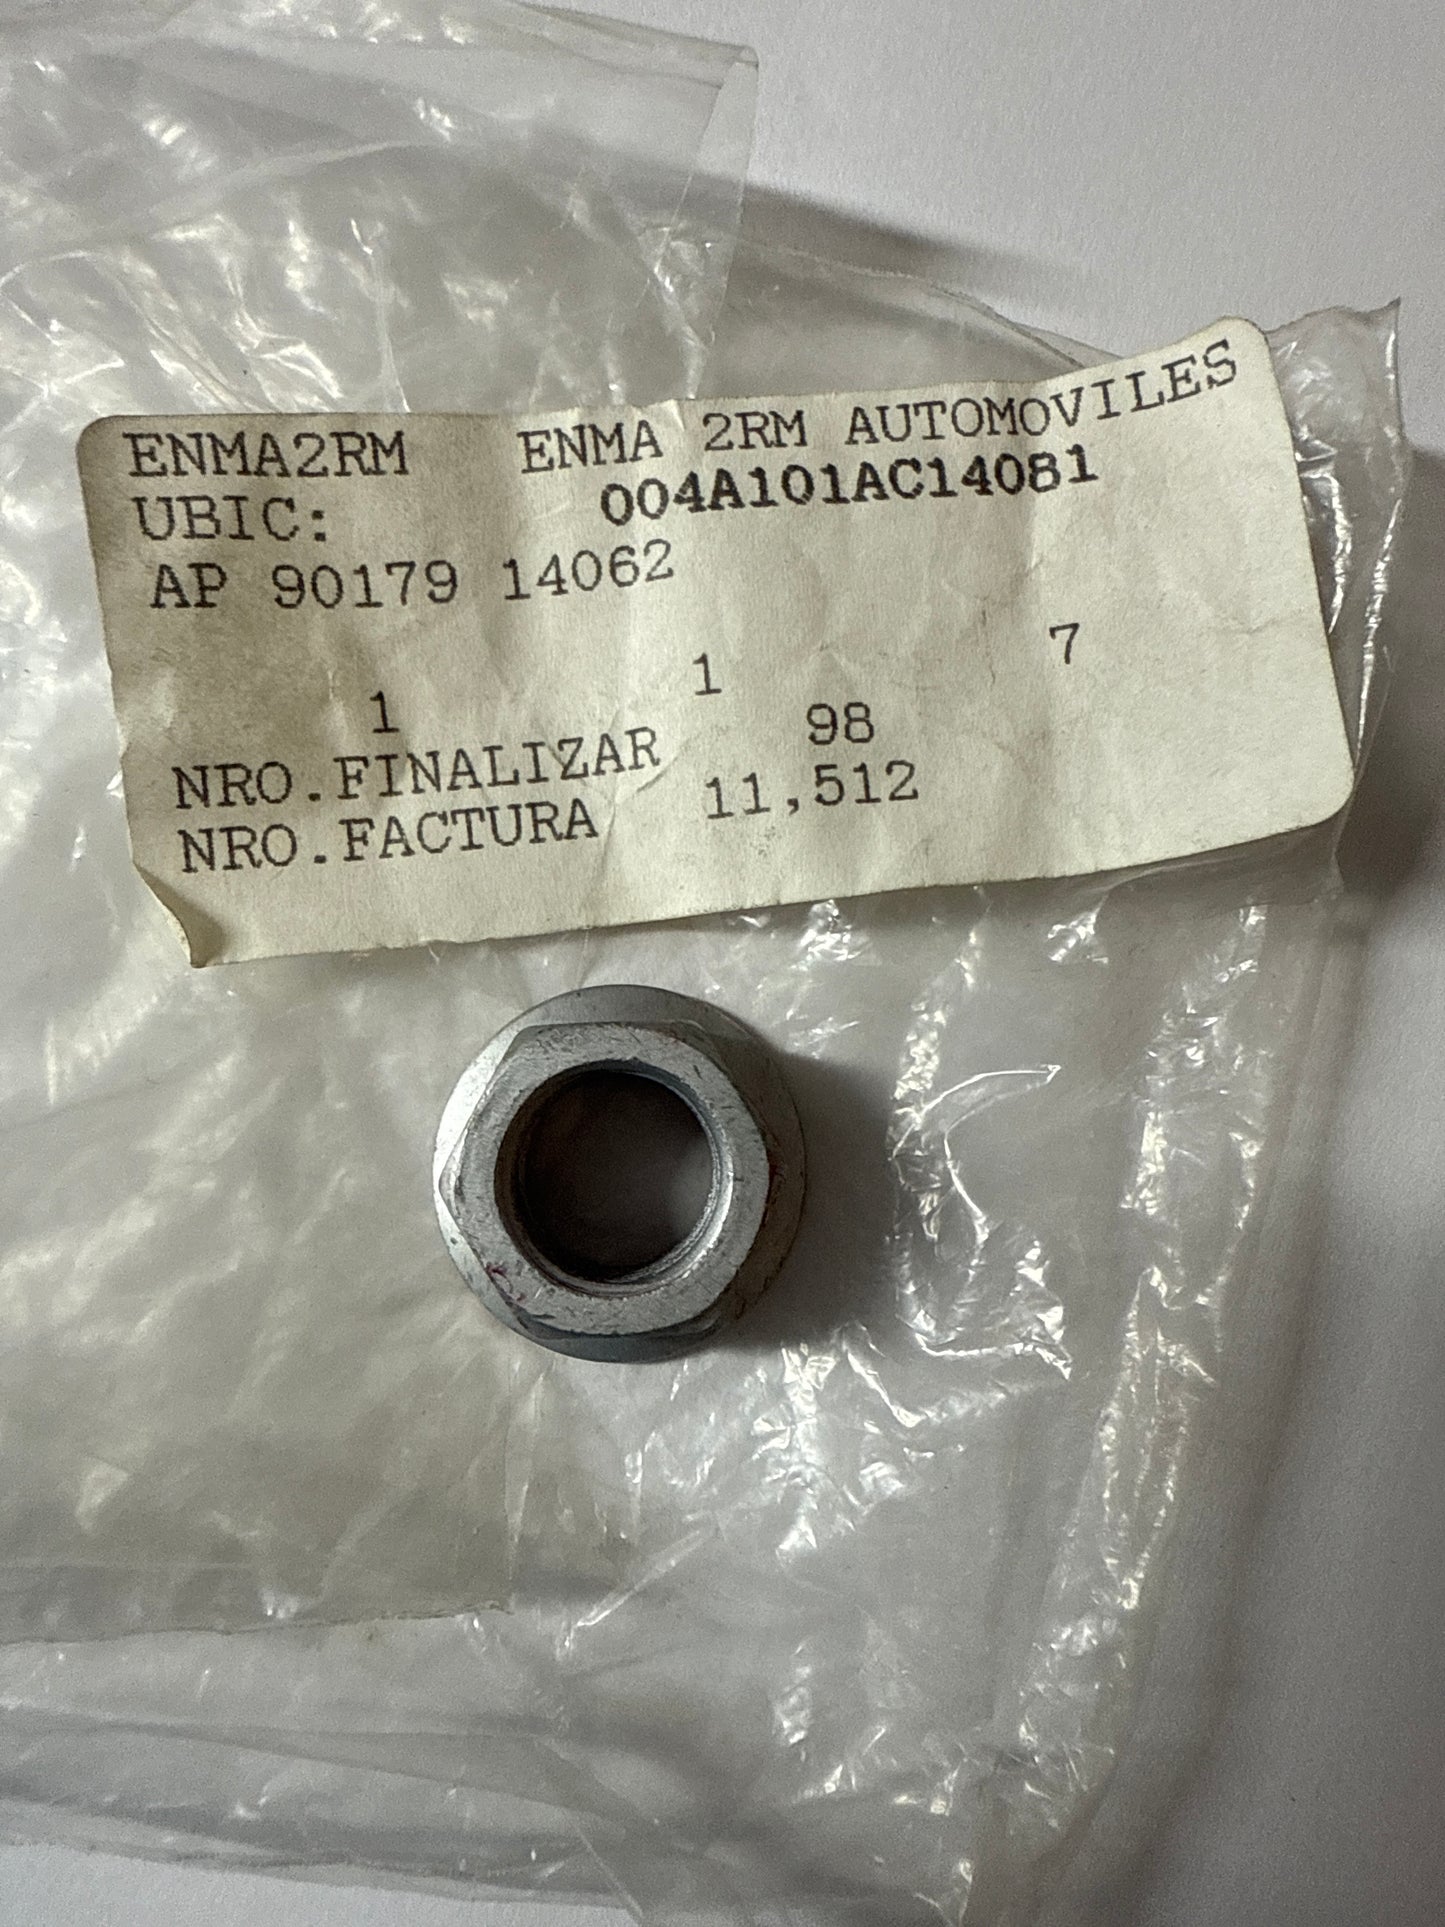 ENMA2RM ENMA 2RM AUTOMOVILES
UBIC: 004A101AC14081
AP 90179 14062
1 1 7
NRO.FINALIZAR 98
NRO.FACTURA 11,512